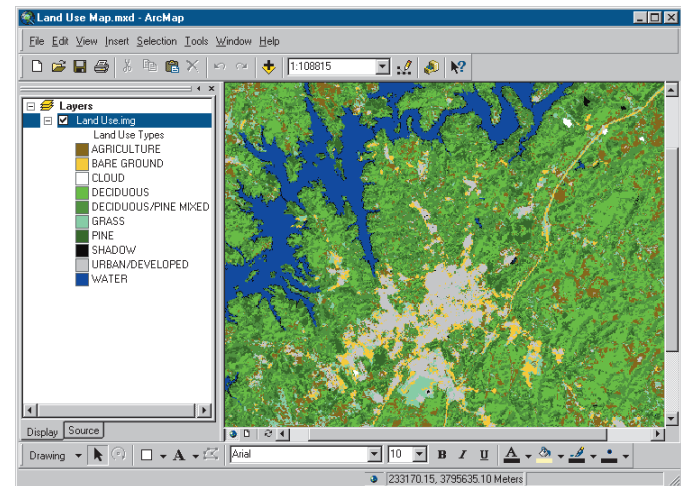 Land Use Map.mxd - ArcMap
File Edit View Insert Selection Tools Window Help
1:108815
Layers
Land Use.img
Land Use Types
AGRICULTURE
BARE GROUND
CLOUD
DECIDUOUS
DECIDUOUS/PINE MIXED
GRASS
PINE
SHADOW
URBAN/DEVELOPED
WATER
Display Source
Drawing A Arial 10 B I U A
233170.15, 3795635.10 Meters